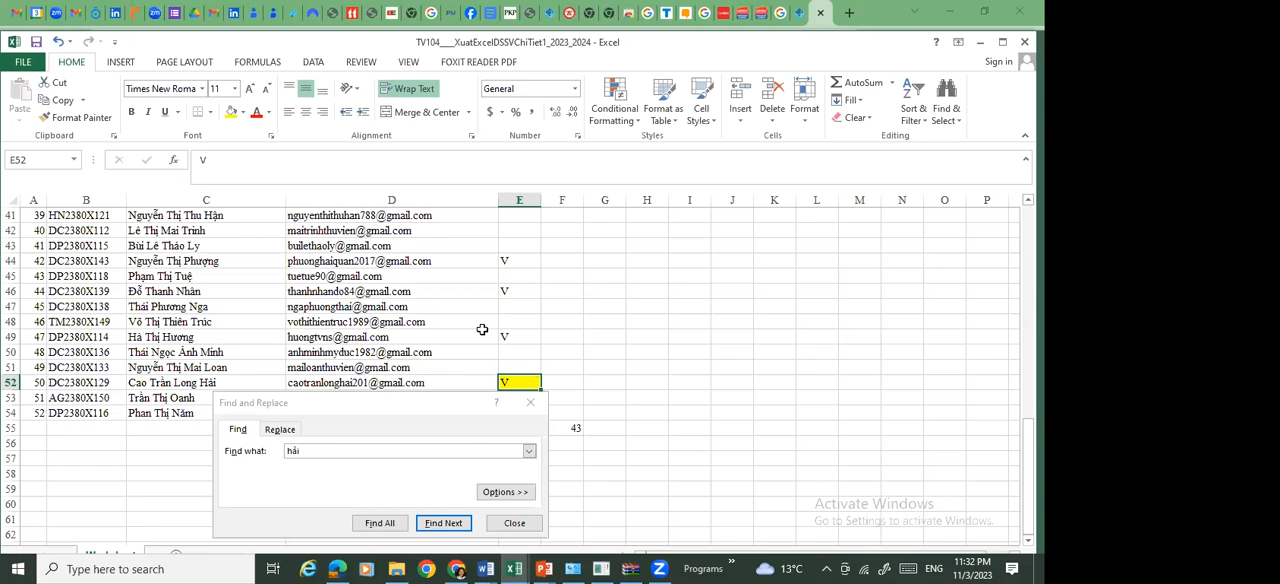 TV104___XuatExcelDSSVChiTiet1_2023_2024 - Excel
FILE HOME INSERT PAGE LAYOUT FORMULAS DATA REVIEW VIEW FOXIT READER PDF Sign in
Paste Cut Copy Format Painter Clipboard
Times New Roma 11 B I U Font
Wrap Text Merge & Center Alignment
General $ % , Number
Conditional Formatting Format as Table Cell Styles Styles
Insert Delete Format Cells
AutoSum Fill Clear Sort & Filter Find & Select Editing
E52 fx V
A B C D E F G H I J K L M N O P
41 39 HN2380X121 Nguyễn Thị Thu Hận nguyenthithuhan788@gmail.com
42 40 DC2380X112 Lê Thị Mai Trinh maitrinhthuvien@gmail.com
43 41 DP2380X115 Bùi Lê Thảo Ly builethaoly@gmail.com
44 42 DC2380X143 Nguyễn Thị Phượng phuonghaiquan2017@gmail.com V
45 43 DP2380X118 Phạm Thị Tuệ tuetue90@gmail.com
46 44 DC2380X139 Đỗ Thanh Nhân thanhnhando84@gmail.com V
47 45 DC2380X138 Thái Phương Nga ngaphuongthai@gmail.com
48 46 TM2380X149 Võ Thị Thiên Trúc vothithientruc1989@gmail.com
49 47 DP2380X114 Hà Thị Hương huongtvns@gmail.com V
50 48 DC2380X136 Thái Ngọc Ánh Minh anhminhmyduc1982@gmail.com
51 49 DC2380X133 Nguyễn Thị Mai Loan mailoanthuvien@gmail.com
52 50 DC2380X129 Cao Trần Long Hải caotranlonghai201@gmail.com V
53 51 AG2380X150 Trần Thị Oanh
54 52 DP2380X116 Phan Thị Năm
55 43
56
57
58
59
60
61
62
Find and Replace ?
Find Replace
Find what: hải
Options >>
Find All Find Next Close
Activate Windows
Go to Settings to activate Windows.
Type here to search
Programs » 13°C ENG 11:32 PM
11/3/2023